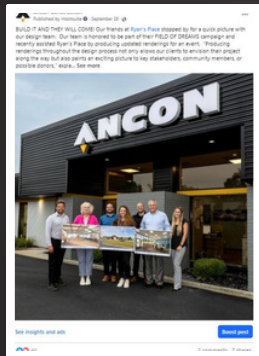 Published by Hootsuite
September 20
BUILD IT AND THEY WILL COME! Our friends at Ryan's Place stopped by for a quick picture with
our design team. Our team is honored to be part of their FIELD OF DREAMS campaign and
recently assisted Ryan's Place by producing updated renderings for an event. "Producing
renderings throughout the design process not only allows our clients to envision their project
along the way but also paints an exciting picture to key stakeholders, community members, or
possible donors," expla... See more
ANCON
See insights and ads
Boost post